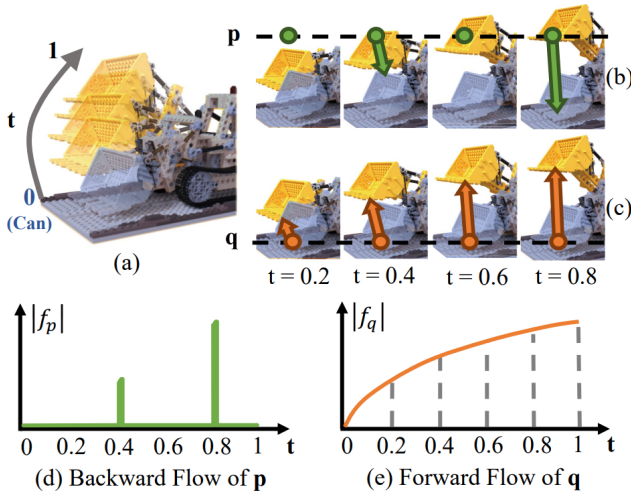 1
t
0
(Can)
(a)
p
(b)
(c)
q
t = 0.2 t = 0.4 t = 0.6 t = 0.8
|f_p|
0 0.2 0.4 0.6 0.8 1 t
(d) Backward Flow of p
|f_q|
0 0.2 0.4 0.6 0.8 1 t
(e) Forward Flow of q